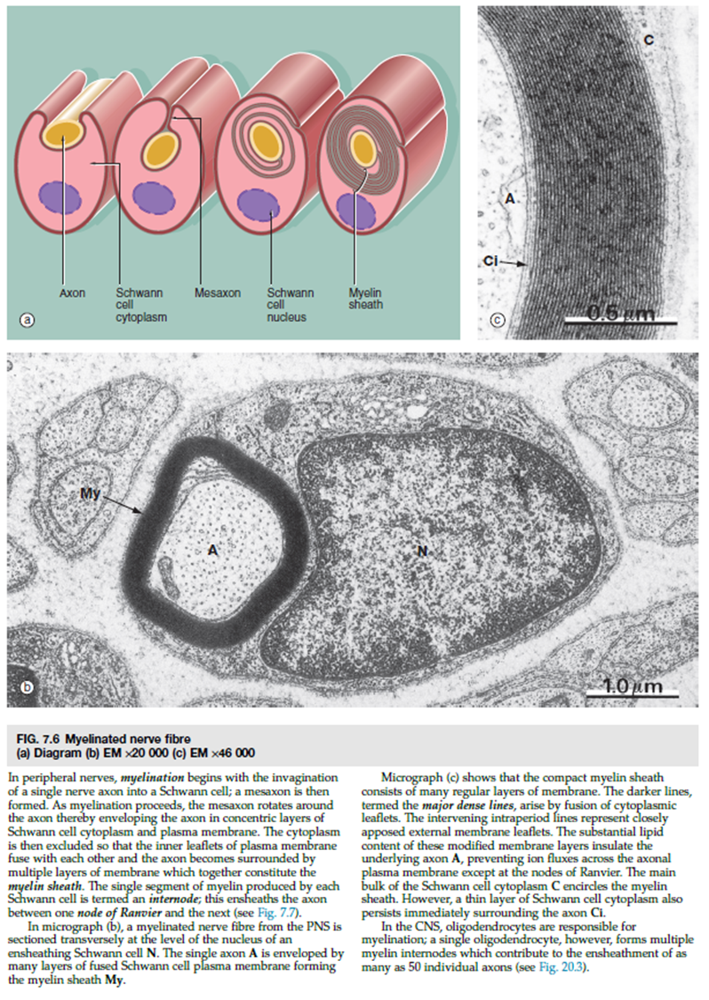 Axon
Schwann
cell
cytoplasm
Mesaxon
Schwann
cell
nucleus
Myelin
sheath
a
C
A
Ci
0.5 μm
c
My
A
N
b
1.0 μm
FIG. 7.6 Myelinated nerve fibre
(a) Diagram (b) EM ×20 000 (c) EM ×46 000
In peripheral nerves, myelination begins with the invagination
of a single nerve axon into a Schwann cell; a mesaxon is then
formed. As myelination proceeds, the mesaxon rotates around
the axon thereby enveloping the axon in concentric layers of
Schwann cell cytoplasm and plasma membrane. The cytoplasm
is then excluded so that the inner leaflets of plasma membrane
fuse with each other and the axon becomes surrounded by
multiple layers of membrane which together constitute the
myelin sheath. The single segment of myelin produced by each
Schwann cell is termed an internode; this ensheaths the axon
between one node of Ranvier and the next (see Fig. 7.7).
In micrograph (b), a myelinated nerve fibre from the PNS is
sectioned transversely at the level of the nucleus of an
ensheathing Schwann cell N. The single axon A is enveloped by
many layers of fused Schwann cell plasma membrane forming
the myelin sheath My.
Micrograph (c) shows that the compact myelin sheath
consists of many regular layers of membrane. The darker lines,
termed the major dense lines, arise by fusion of cytoplasmic
leaflets. The intervening intraperiod lines represent closely
apposed external membrane leaflets. The substantial lipid
content of these modified membrane layers insulate the
underlying axon A, preventing ion fluxes across the axonal
plasma membrane except at the nodes of Ranvier. The main
bulk of the Schwann cell cytoplasm C encircles the myelin
sheath. However, a thin layer of Schwann cell cytoplasm also
persists immediately surrounding the axon Ci.
In the CNS, oligodendrocytes are responsible for
myelination; a single oligodendrocyte, however, forms multiple
myelin internodes which contribute to the ensheathment of as
many as 50 individual axons (see Fig. 20.3).